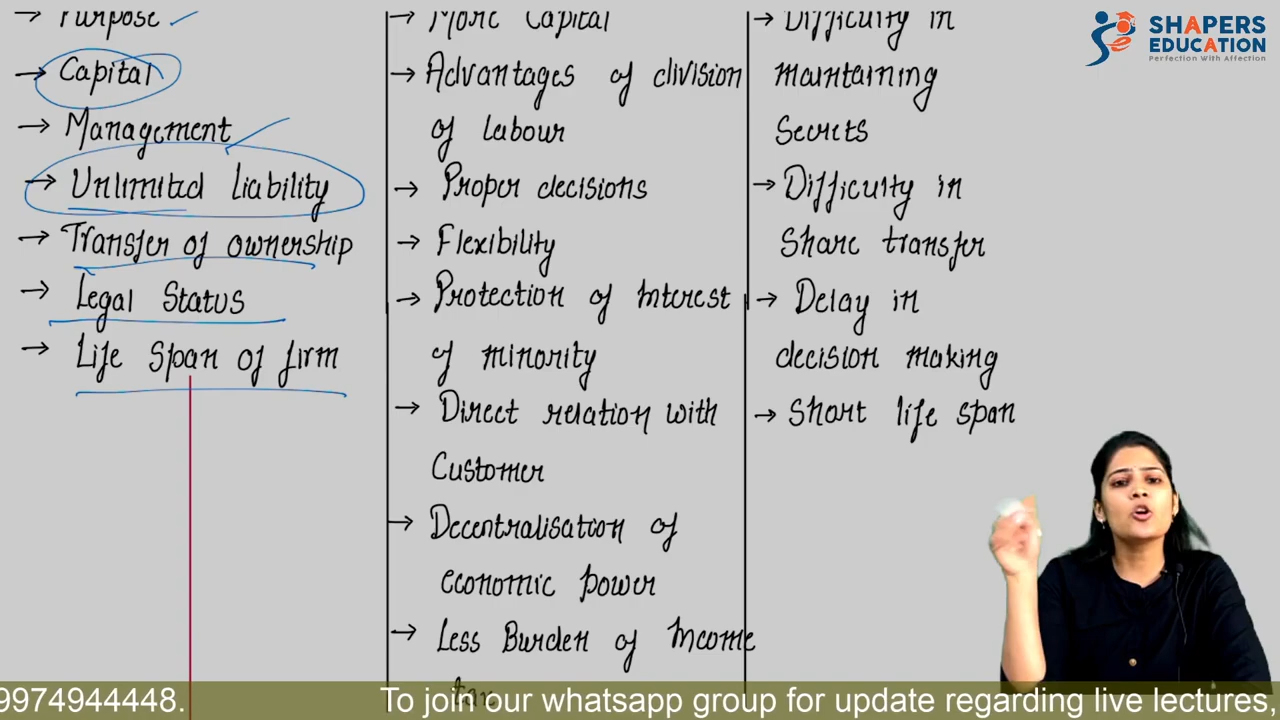 → Purpose
→ Capital
→ Management
→ Unlimited Liability
→ Transfer of ownership
→ Legal Status
→ Life Span of firm
→ More Capital
→ Advantages of division
of labour
→ Proper decisions
→ Flexibility
→ Protection of Interest
of minority
→ Direct relation with
Customer
→ Decentralisation of
economic power
→ Less Burden of Income
tax
→ Difficulty in
maintaining
Secrets
→ Difficulty in
Share transfer
→ Delay in
decision making
→ Short life span
SHAPERS
EDUCATION
Perfection With Affection
9974944448. To join our whatsapp group for update regarding live lectures,